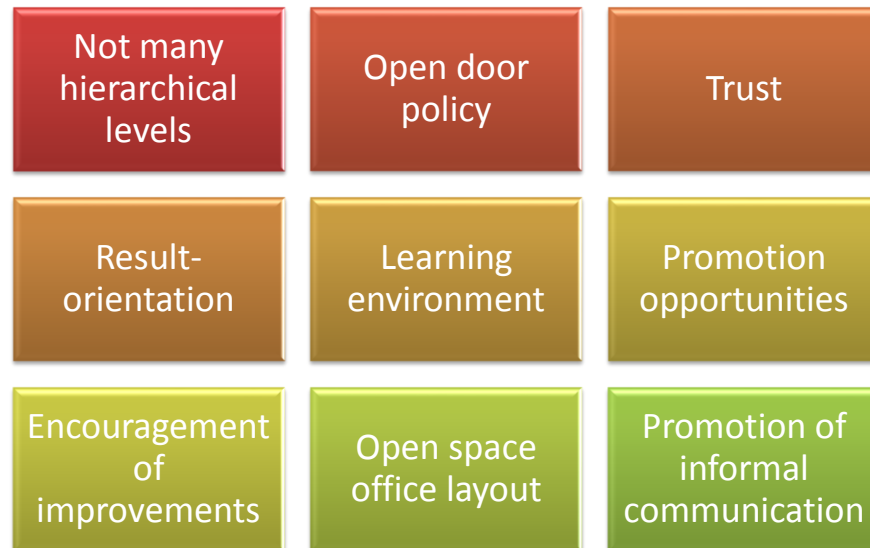 Not many
hierarchical
levels
Open door
policy
Trust
Result-
orientation
Learning
environment
Promotion
opportunities
Encouragement
of
improvements
Open space
office layout
Promotion of
informal
communication